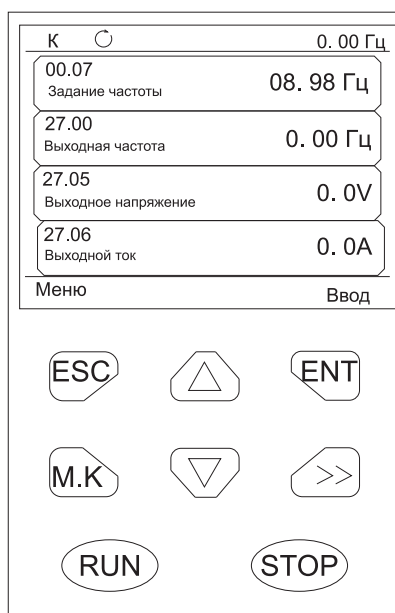 К 0. 00 Гц
00.07
Задание частоты 08. 98 Гц
27.00
Выходная частота 0. 00 Гц
27.05
Выходное напряжение 0. 0V
27.06
Выходной ток 0. 0A
Меню Ввод
ESC ENT
M.K >>
RUN STOP